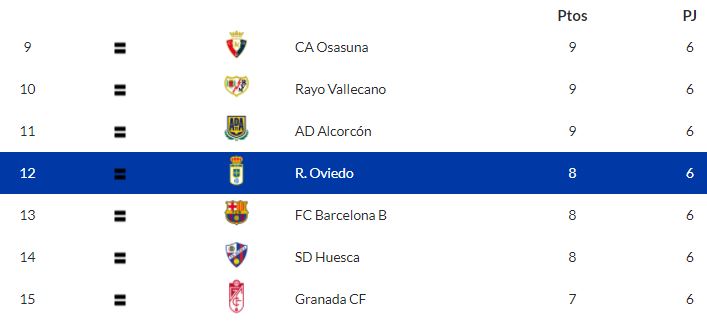 Ptos PJ
9 = CA Osasuna 9 6
10 = Rayo Vallecano 9 6
11 = AD Alcorcón 9 6
12 = R. Oviedo 8 6
13 = FC Barcelona B 8 6
14 = SD Huesca 8 6
15 = Granada CF 7 6